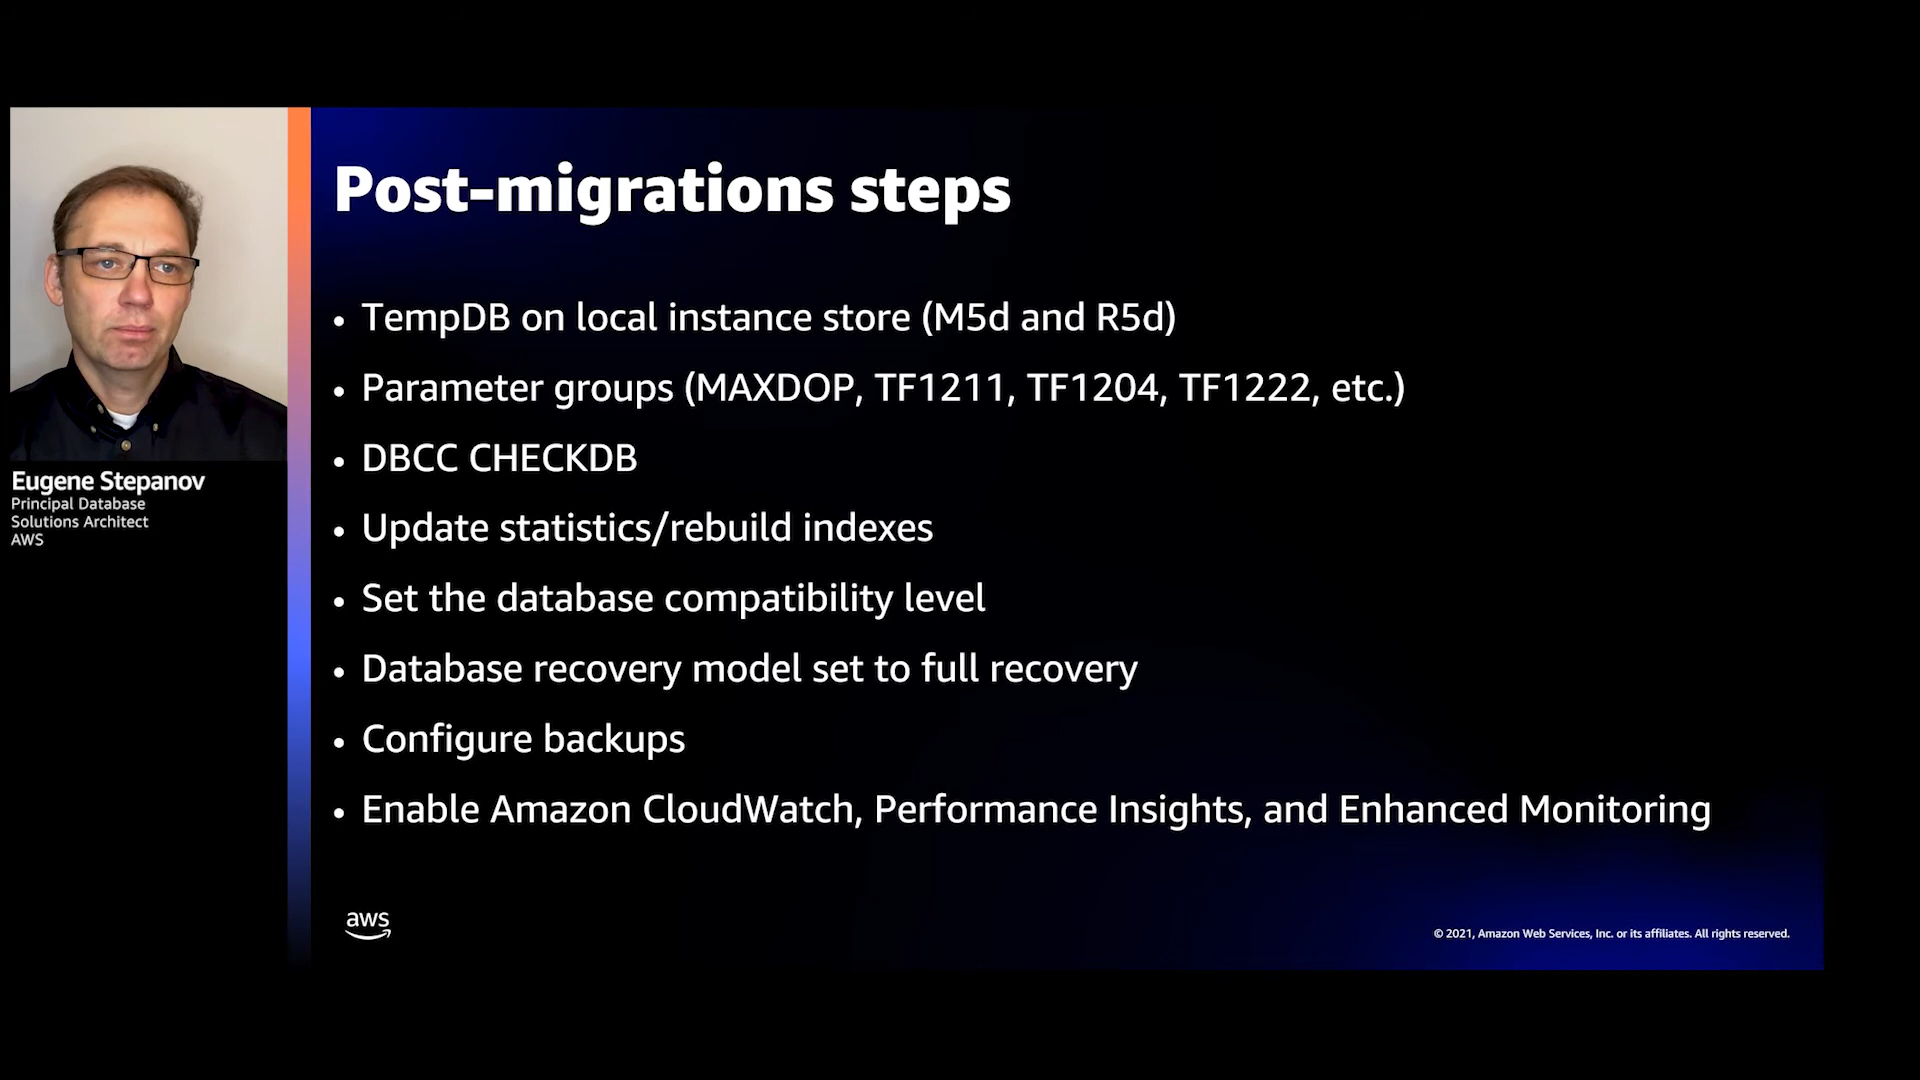 Post-migrations steps
• TempDB on local instance store (M5d and R5d)
• Parameter groups (MAXDOP, TF1211, TF1204, TF1222, etc.)
• DBCC CHECKDB
• Update statistics/rebuild indexes
• Set the database compatibility level
• Database recovery model set to full recovery
• Configure backups
• Enable Amazon CloudWatch, Performance Insights, and Enhanced Monitoring
Eugene Stepanov
Principal Database
Solutions Architect
AWS
aws
© 2021, Amazon Web Services, Inc. or its affiliates. All rights reserved.